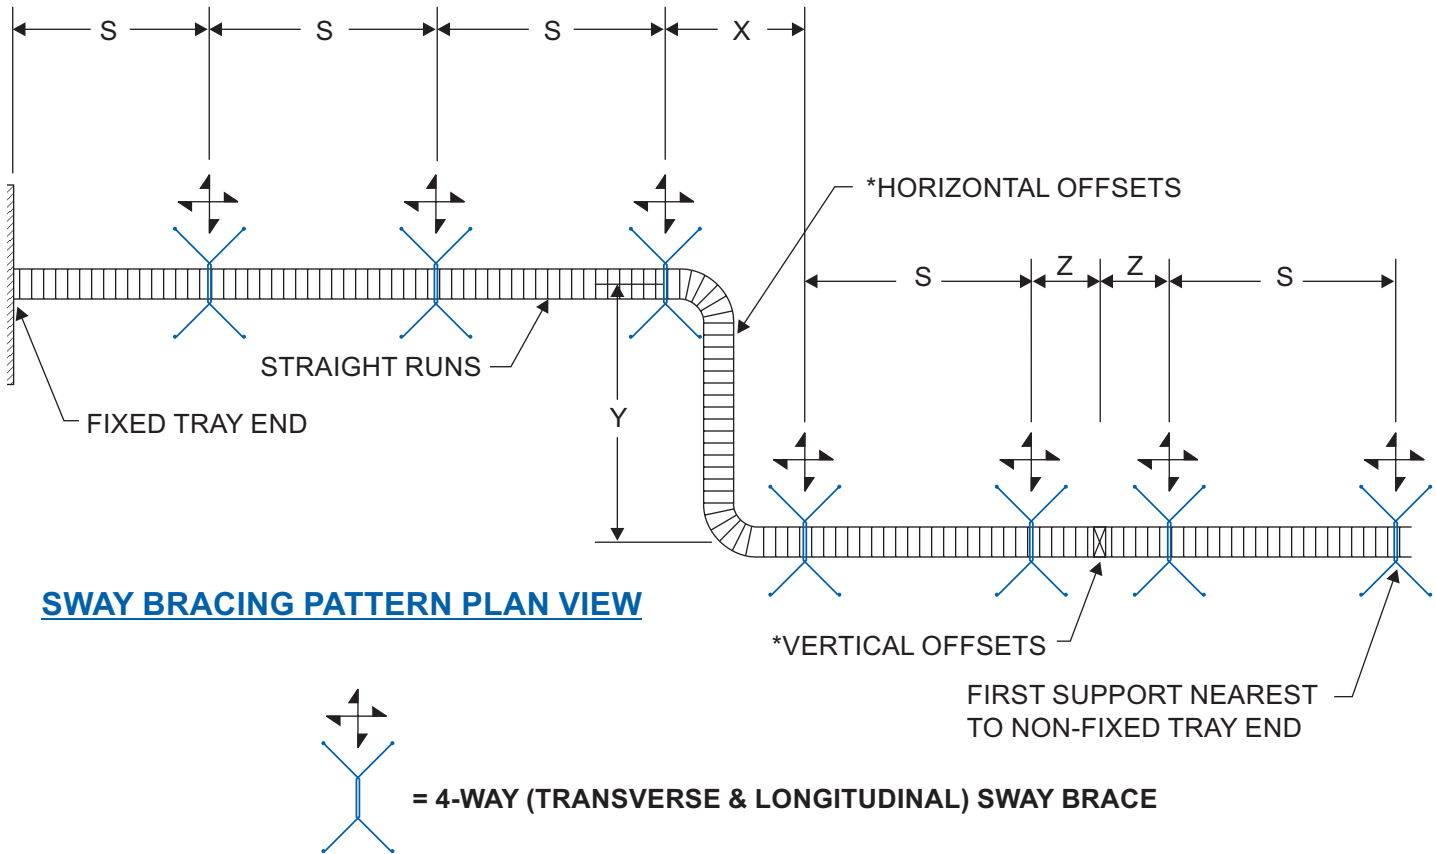 S
S
S
X
*HORIZONTAL OFFSETS
S
Z
Z
S
STRAIGHT RUNS
FIXED TRAY END
Y
SWAY BRACING PATTERN PLAN VIEW
*VERTICAL OFFSETS
FIRST SUPPORT NEAREST
TO NON-FIXED TRAY END
= 4-WAY (TRANSVERSE & LONGITUDINAL) SWAY BRACE